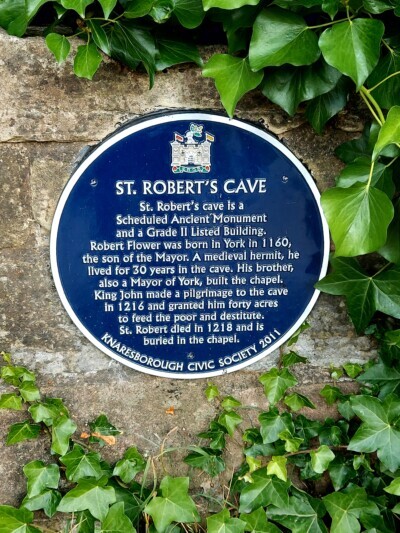 ST. ROBERT'S CAVE
St. Robert's cave is a
Scheduled Ancient Monument
and a Grade II Listed Building.
Robert Flower was born in York in 1160,
the son of the Mayor. A medieval hermit, he
lived for 30 years in the cave. His brother,
also a Mayor of York, built the chapel.
King John made a pilgrimage to the cave
in 1216 and granted him forty acres
to feed the poor and destitute.
St. Robert died in 1218 and is
buried in the chapel.
KNARESBOROUGH CIVIC SOCIETY 2011